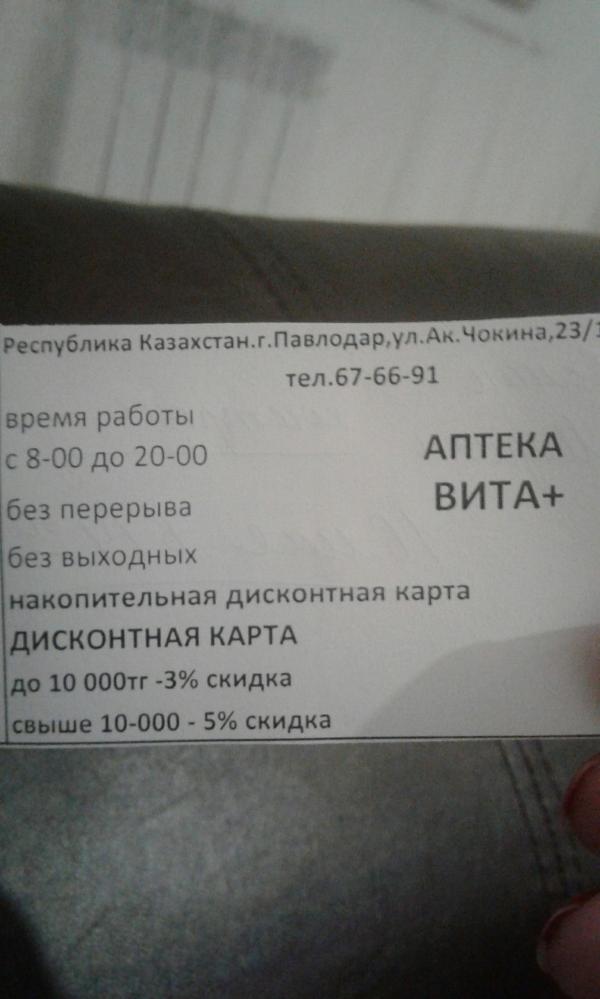 Республика Казахстан.г.Павлодар,ул.Ак.Чокина,23/1
тел.67-66-91
время работы
с 8-00 до 20-00
АПТЕКА
ВИТА+
без перерыва
без выходных
накопительная дисконтная карта
ДИСКОНТНАЯ КАРТА
до 10 000тг -3% скидка
свыше 10-000 - 5% скидка